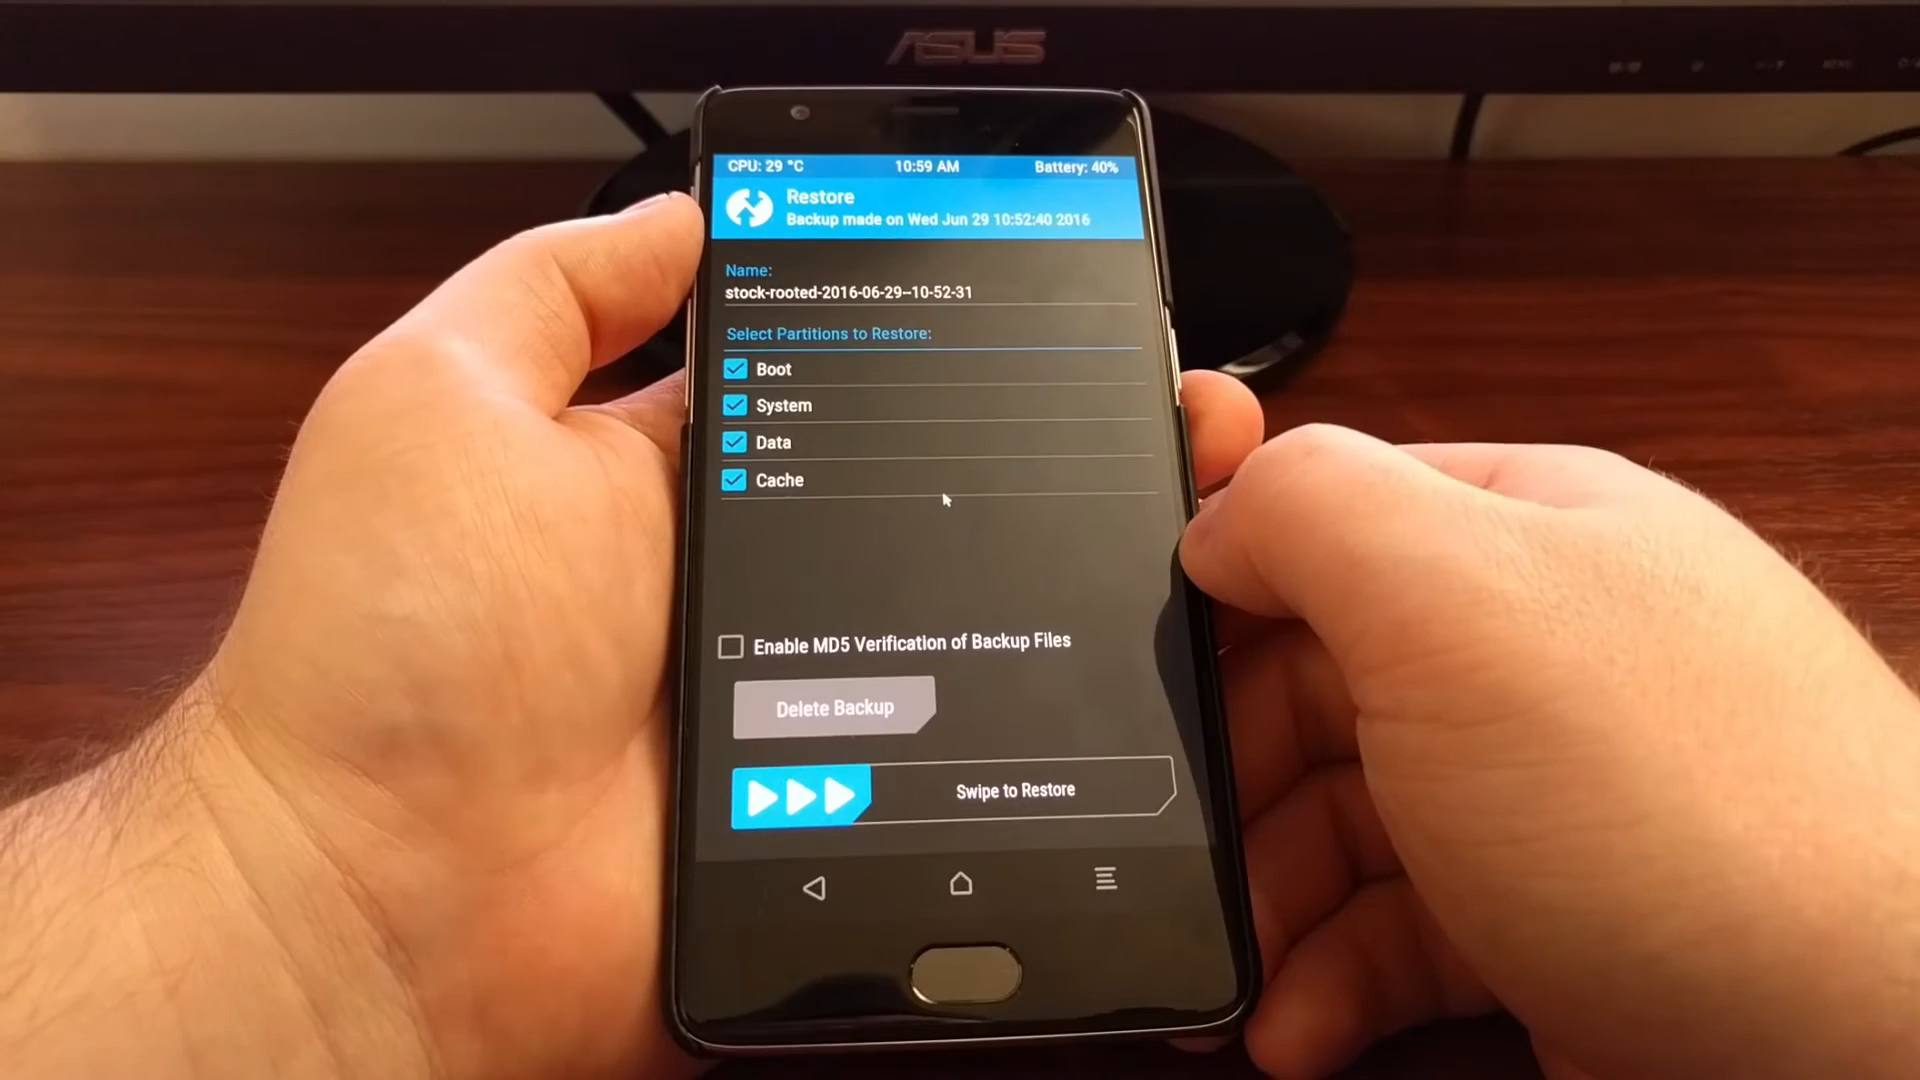 ASUS
CPU: 29 °C
10:59 AM
Battery: 40%
Restore
Backup made on Wed Jun 29 10:52:40 2016
Name:
stock-rooted-2016-06-29--10-52-31
Select Partitions to Restore:
Boot
System
Data
Cache
Enable MD5 Verification of Backup Files
Delete Backup
Swipe to Restore